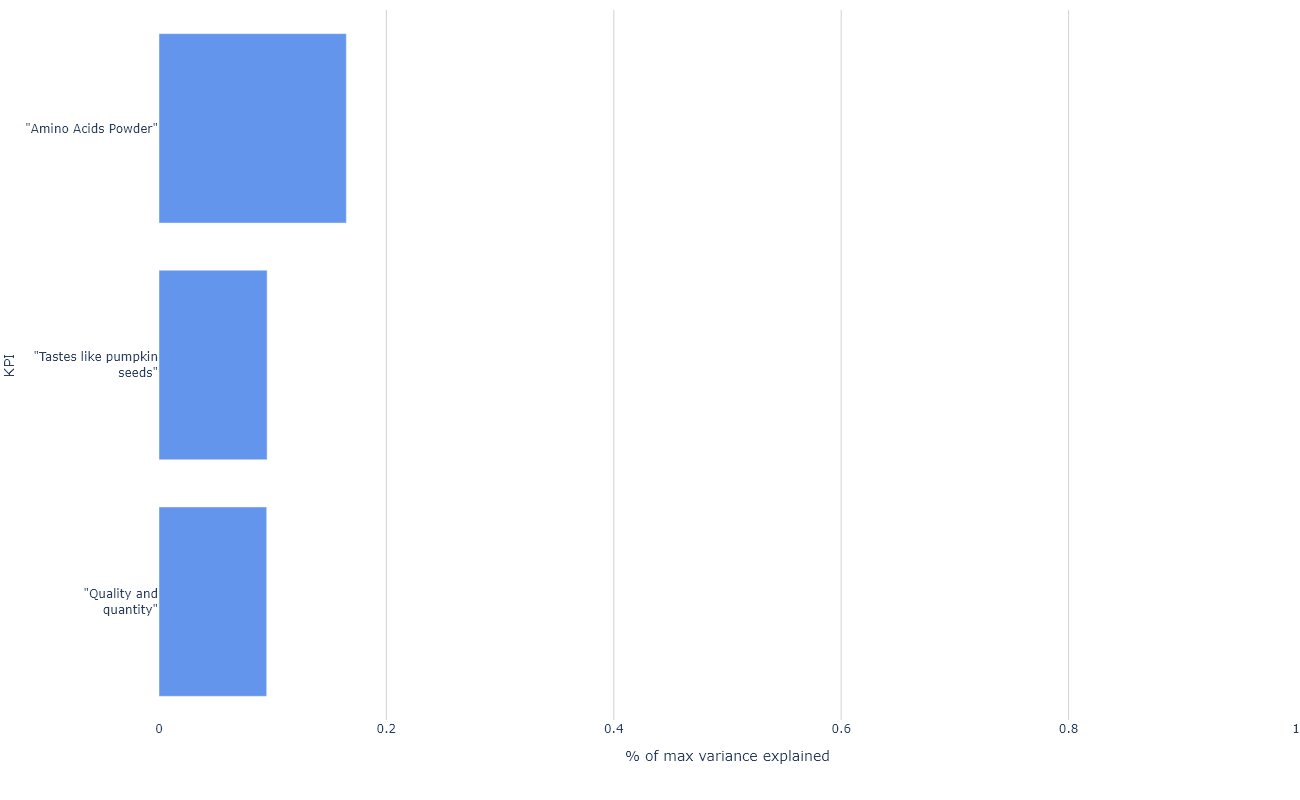 "Amino Acids Powder"
"Tastes like pumpkin
seeds"
KPI
"Quality and
quantity"
0
0.2
0.4
0.6
0.8
1
% of max variance explained